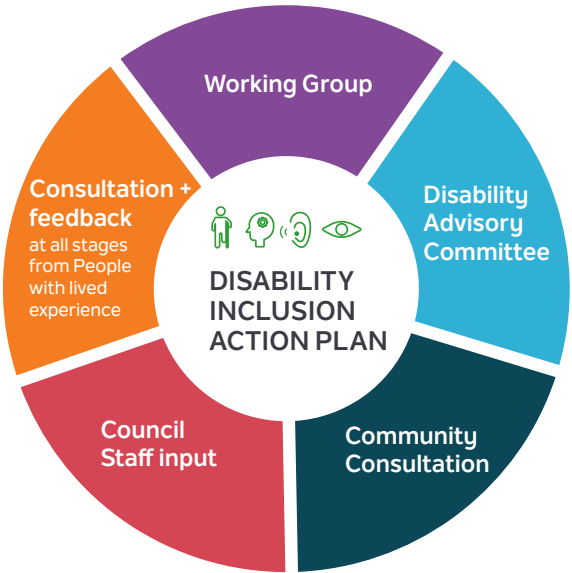 Working Group
Disability
Advisory
Committee
Community
Consultation
Council
Staff input
Consultation +
feedback
at all stages
from People
with lived
experience
DISABILITY
INCLUSION
ACTION PLAN